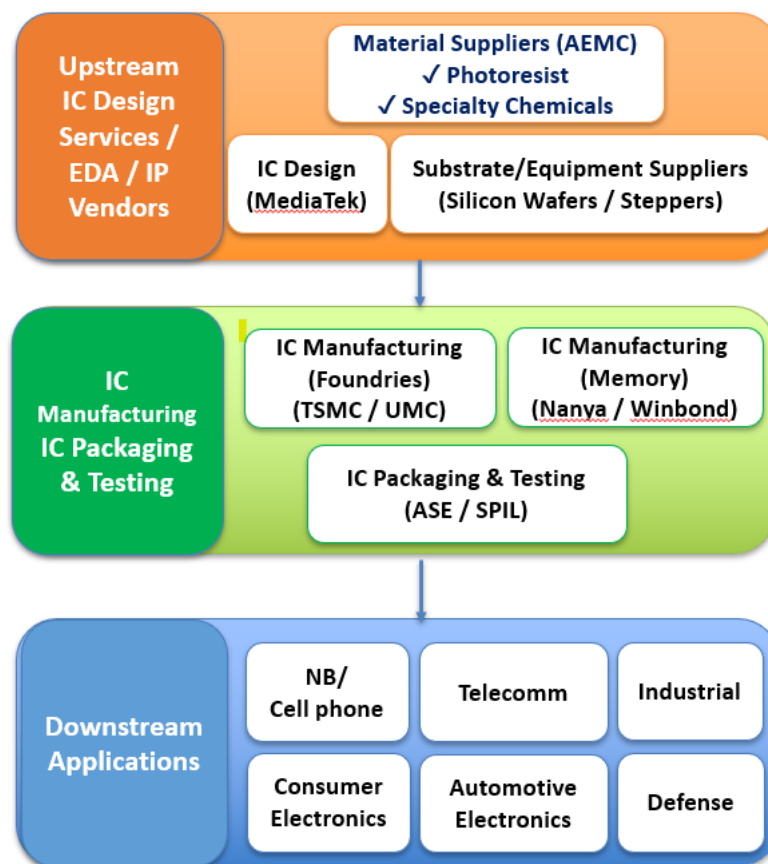 Upstream
IC Design
Services /
EDA / IP
Vendors
Material Suppliers (AEMC)
✓ Photoresist
✓ Specialty Chemicals
IC Design
(MediaTek)
Substrate/Equipment Suppliers
(Silicon Wafers / Steppers)
IC
Manufacturing
IC Packaging
& Testing
IC Manufacturing
(Foundries)
(TSMC / UMC)
IC Manufacturing
(Memory)
(Nanya / Winbond)
IC Packaging & Testing
(ASE / SPIL)
Downstream
Applications
NB/
Cell phone
Telecomm
Industrial
Consumer
Electronics
Automotive
Electronics
Defense